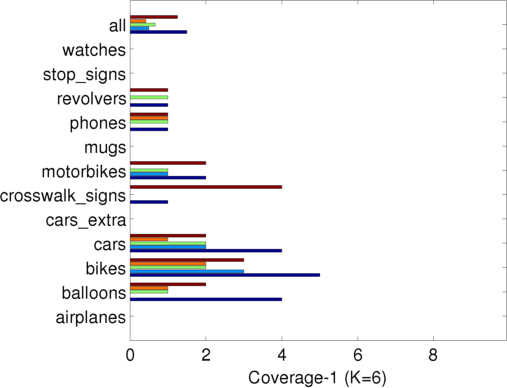 all
watches
stop_signs
revolvers
phones
mugs
motorbikes
crosswalk_signs
cars_extra
cars
bikes
balloons
airplanes
0 2 4 6 8
Coverage-1 (K=6)